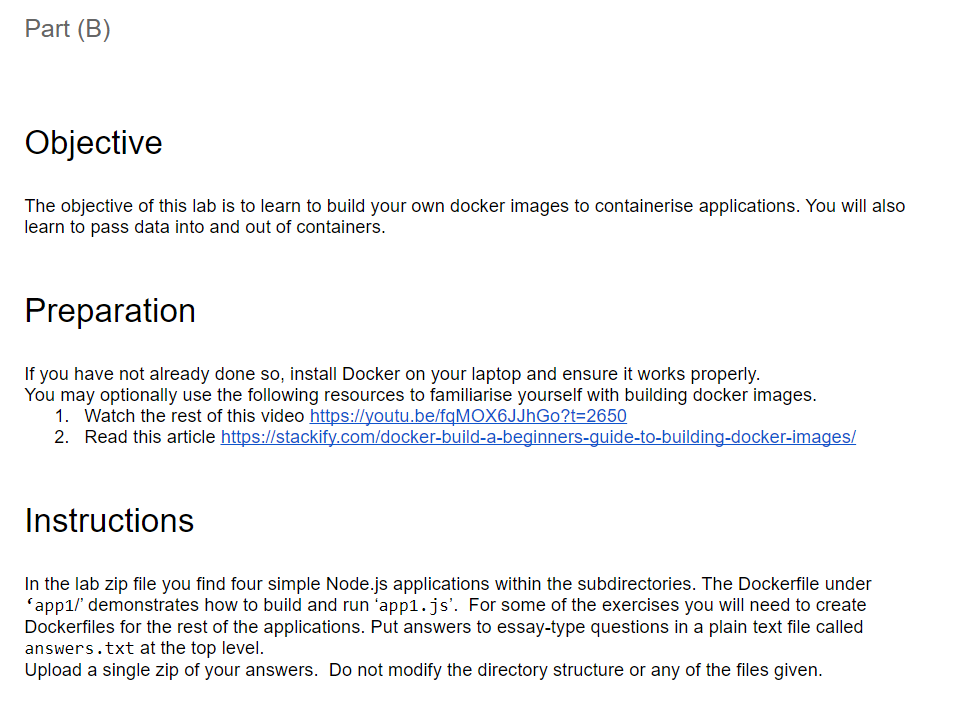 Part (B)
Objective
The objective of this lab is to learn to build your own docker images to containerise applications. You will also
learn to pass data into and out of containers.
Preparation
If you have not already done so, install Docker on your laptop and ensure it works properly.
You may optionally use the following resources to familiarise yourself with building docker images.
1. Watch the rest of this video https://youtu.be/fqMOX6JJhGo?t=2650
2. Read this article https://stackify.com/docker-build-a-beginners-guide-to-building-docker-images/
Instructions
In the lab zip file you find four simple Node.js applications within the subdirectories. The Dockerfile under
‘app1/’ demonstrates how to build and run ‘app1.js’. For some of the exercises you will need to create
Dockerfiles for the rest of the applications. Put answers to essay-type questions in a plain text file called
answers.txt at the top level.
Upload a single zip of your answers. Do not modify the directory structure or any of the files given.